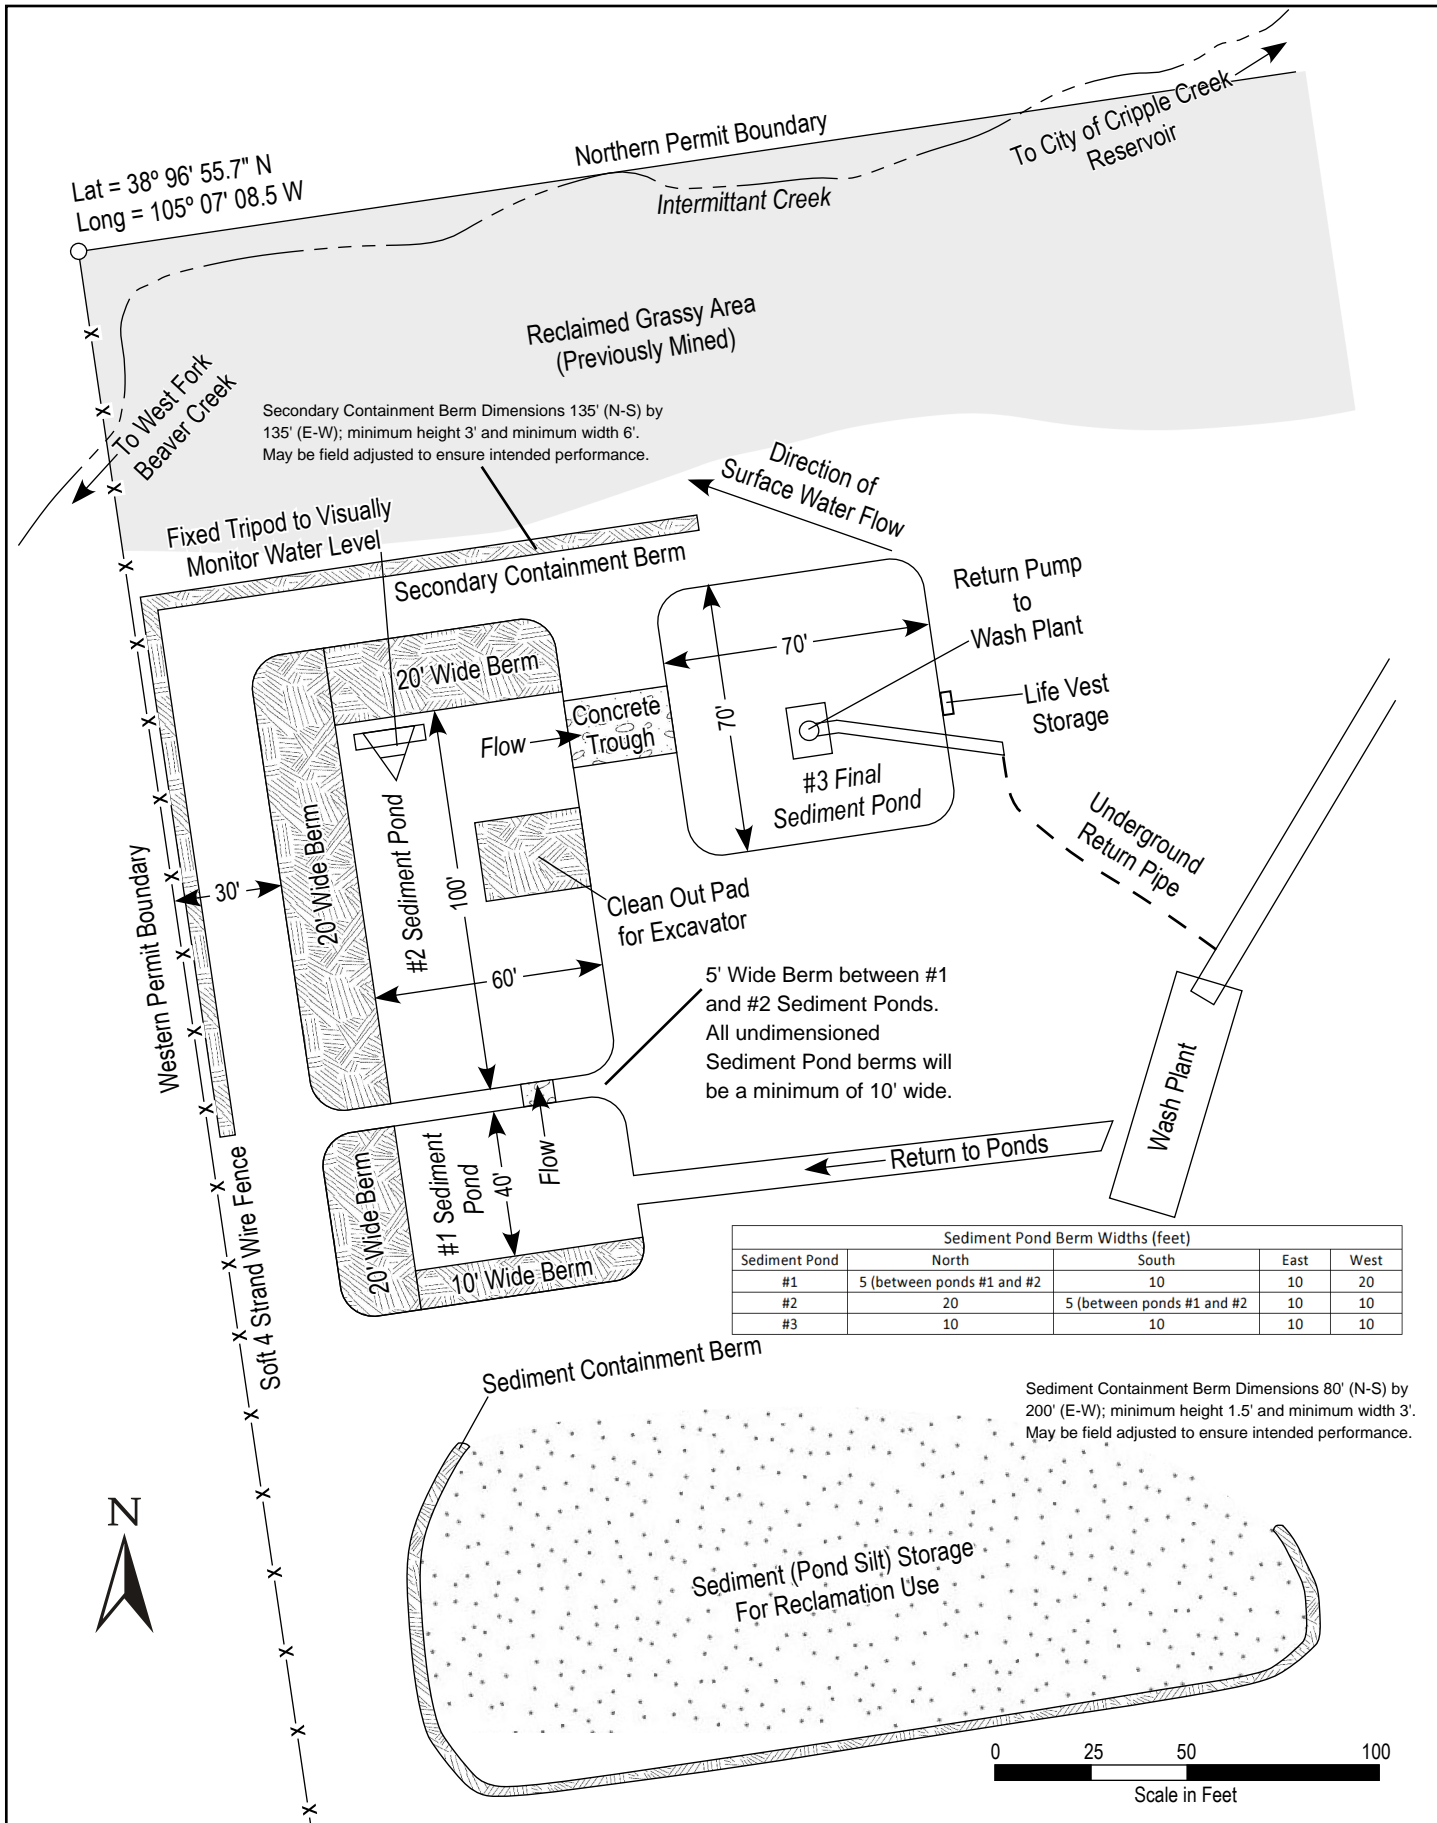 Lat = 38º 96' 55.7" N
Long = 105º 07' 08.5 W
Northern Permit Boundary
Intermittant Creek
To City of Cripple Creek
Reservoir
Reclaimed Grassy Area
(Previously Mined)
To West Fork
Beaver Creek
Secondary Containment Berm Dimensions 135' (N-S) by
135' (E-W); minimum height 3' and minimum width 6'.
May be field adjusted to ensure intended performance.
Direction of
Surface Water Flow
Fixed Tripod to Visually
Monitor Water Level
Secondary Containment Berm
Return Pump
to
Wash Plant
20' Wide Berm
70'
70'
Life Vest
Storage
Concrete
Trough
Flow
#3 Final
Sediment Pond
20' Wide Berm
#2 Sediment Pond
100'
30'
60'
Clean Out Pad
for Excavator
Underground
Return Pipe
Western Permit Boundary
5' Wide Berm between #1
and #2 Sediment Ponds.
All undimensioned
Sediment Pond berms will
be a minimum of 10' wide.
Wash Plant
Return to Ponds
20' Wide Berm
#1 Sediment
Pond
40'
Flow
10' Wide Berm
Soft 4 Strand Wire Fence
Sediment Pond Berm Widths (feet)
Sediment Pond North South East West
#1 5 (between ponds #1 and #2 10 10 20
#2 20 5 (between ponds #1 and #2 10 10
#3 10 10 10 10
Sediment Containment Berm
Sediment Containment Berm Dimensions 80' (N-S) by
200' (E-W); minimum height 1.5' and minimum width 3'.
May be field adjusted to ensure intended performance.
N
Sediment (Pond Silt) Storage
For Reclamation Use
0 25 50 100
Scale in Feet